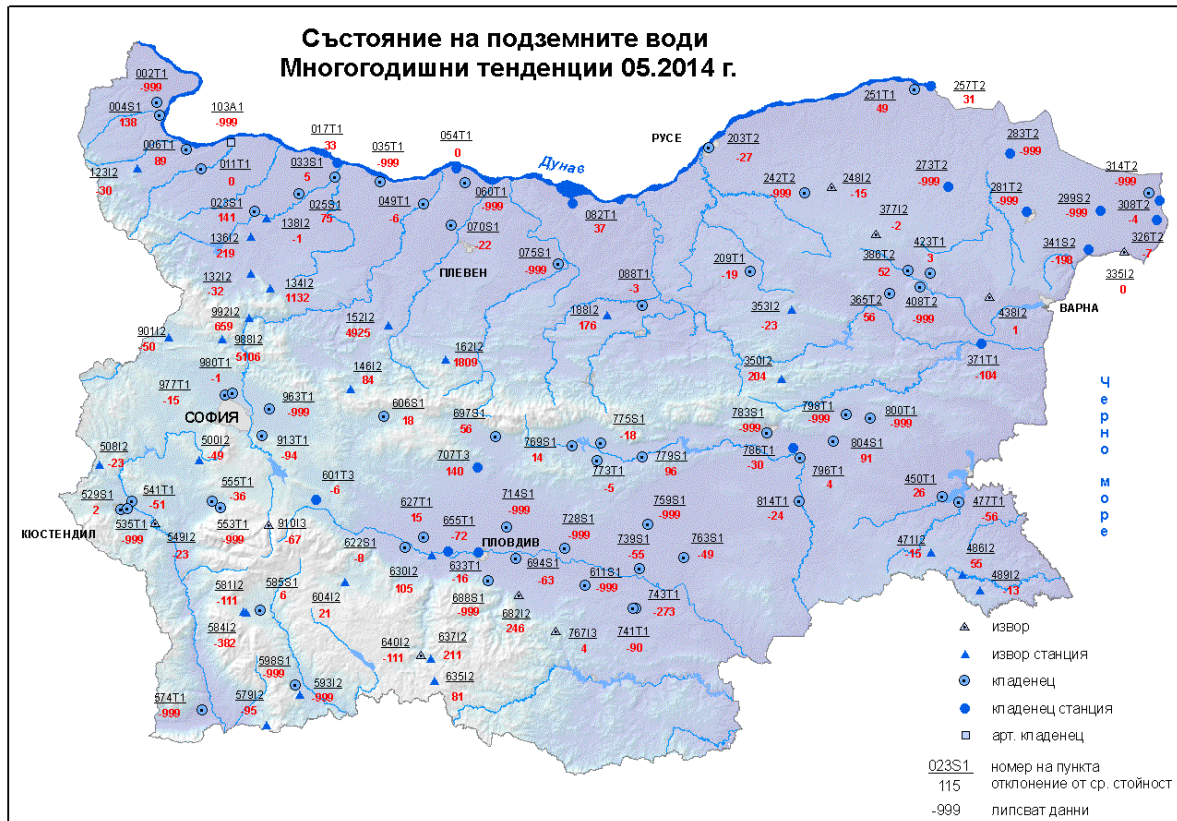 Състояние на подземните води
Многогодишни тенденции 05.2014 г.
002T1
-999
004S1
138
103A1
-999
006T1
89
011T1
0
123I2
-30
017T1
33
033S1
5
035T1
-999
054T1
0
Дунав
РУСЕ
203T2
-27
251T1
49
257T2
31
283T2
-999
273T2
-999
281T2
-999
299S2
-999
314T2
-999
308T2
-4
326T2
-7
341S2
-198
335I2
0
242T2
-999
248I2
-15
377I2
-2
423T1
3
386T2
52
365T2
56
408T2
-999
438I2
1
ВАРНА
371T1
-104
023S1
141
025S1
75
138I2
-1
136I2
219
132I2
-32
134I2
1132
049T1
-6
060T1
-999
070S1
-22
ПЛЕВЕН
075S1
-999
082T1
37
088T1
-3
188I2
176
209T1
-19
353I2
-23
350I2
204
992I2
659
988I2
5106
901I2
-50
152I2
4925
162I2
1809
146I2
84
980T1
-1
977T1
-15
СОФИЯ
963T1
-999
913T1
-94
606S1
18
697S1
56
707T3
140
775S1
-18
769S1
14
773T1
-5
779S1
96
783S1
-999
798T1
-999
800T1
-999
804S1
91
786T1
-30
796T1
4
814T1
-24
450T1
26
477T1
-56
471I2
-15
486I2
55
489I2
-13
Черно море
508I2
-23
500I2
-49
529S1
2
541T1
-51
535T1
-999
КЮСТЕНДИЛ
549I2
-23
555T1
-36
553T1
-999
910I3
-67
601T3
-6
627T1
15
622S1
-8
655T1
-72
630I2
105
633T1
-16
ПЛОВДИВ
714S1
-999
728S1
-999
694S1
-63
688S1
-999
682I2
246
611S1
-999
759S1
-999
739S1
-55
763S1
-49
743T1
-273
741T1
-90
767I3
4
581I2
-111
585S1
6
584I2
-382
604I2
21
640I2
-111
637I2
211
635I2
81
598S1
-999
593I2
-999
579I2
-95
574T1
-999
извор
извор станция
кладенец
кладенец станция
арт. кладенец
023S1 номер на пункта
115 отклонение от ср. стойност
-999 липсват данни